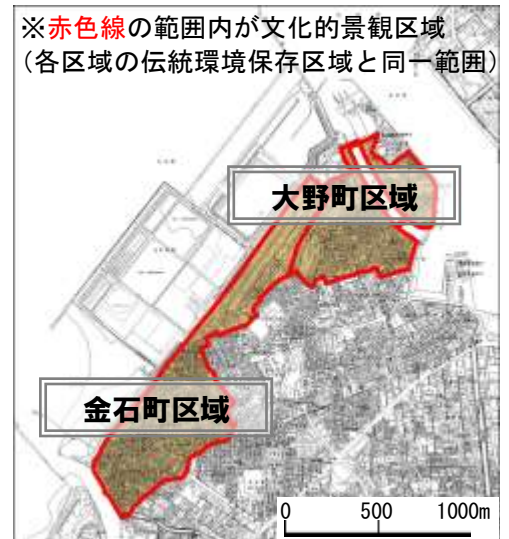 ※赤色線の範囲内が文化的景観区域
（各区域の伝統環境保存区域と同一範囲）
大野町区域
金石町区域
0 500 1000m